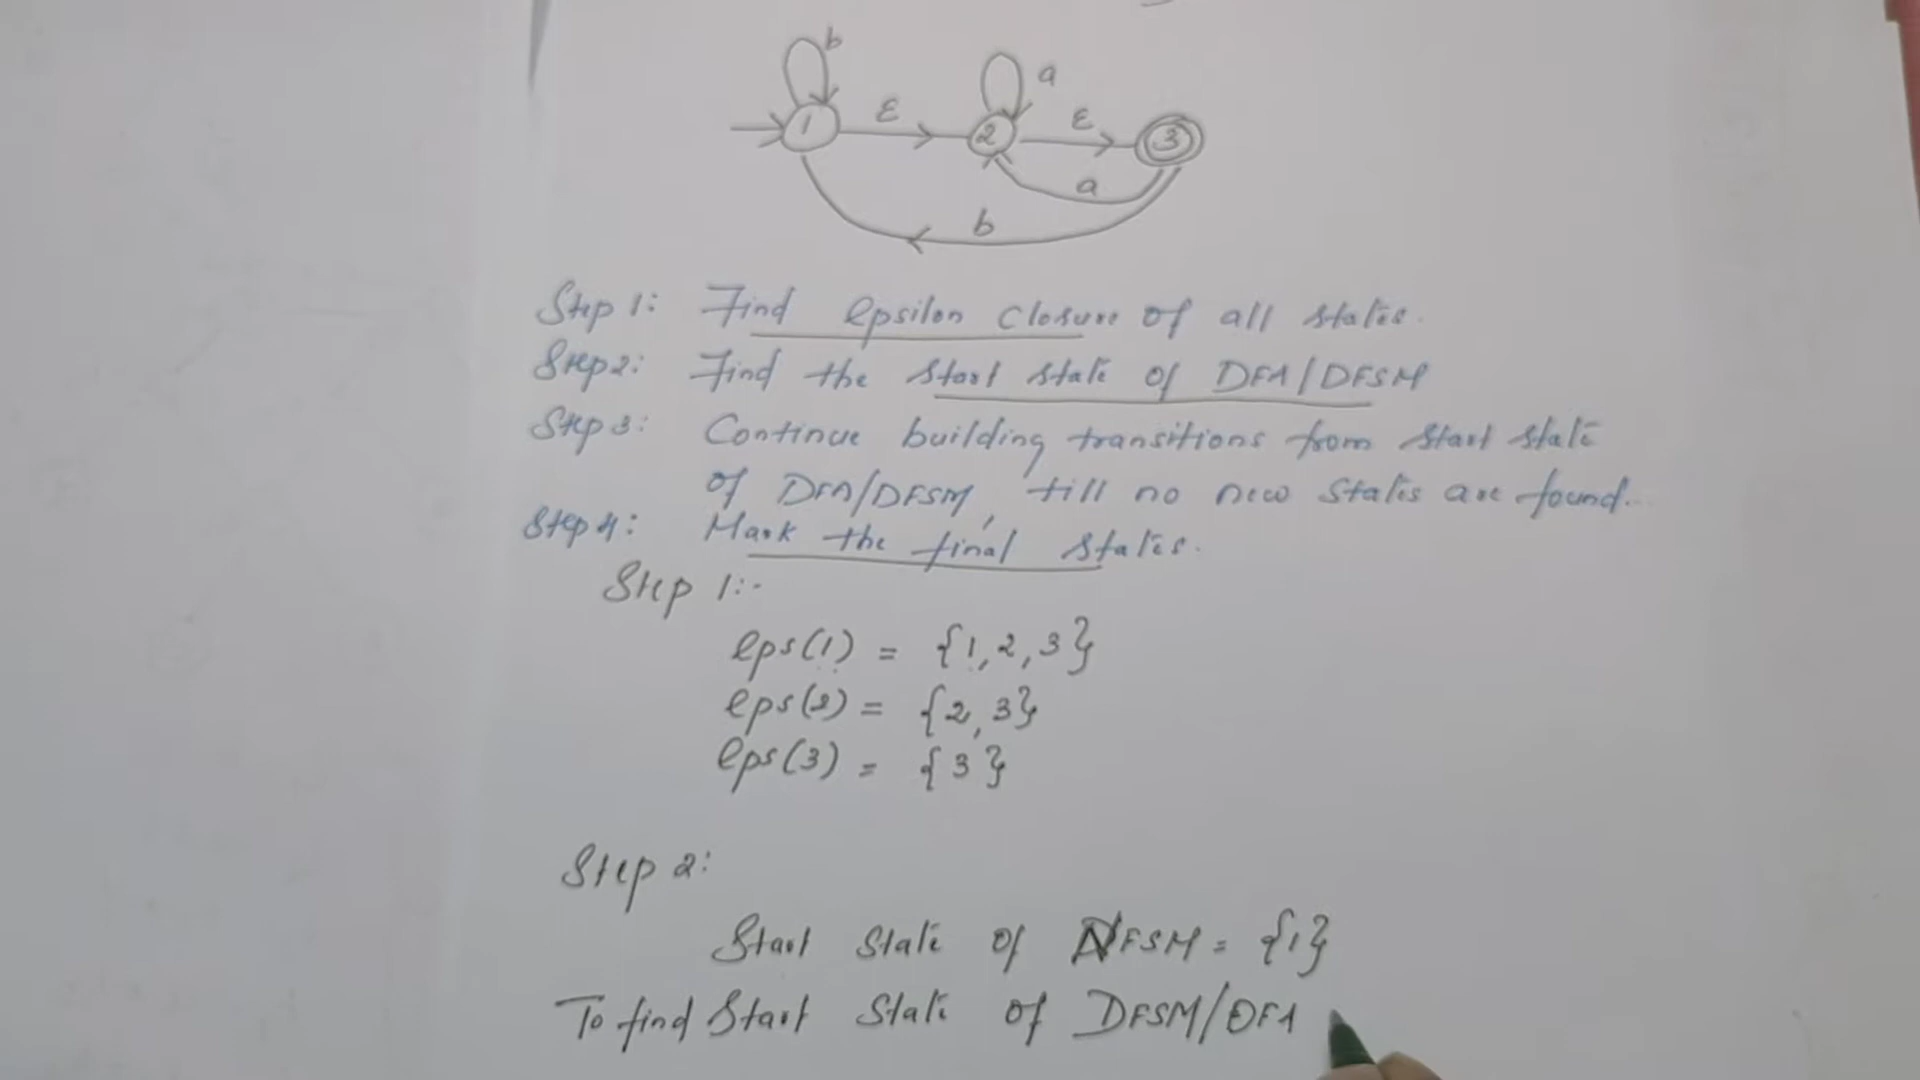 b
a
1 ε 2 ε 3
a
b
Step 1: Find epsilon closure of all states.
Step 2: Find the start state of DFA/DFSM
Step 3: Continue building transitions from start state
of DFA/DFSM, till no new states are found.
Step 4: Mark the final states.
Step 1:-
eps(1) = {1,2,3}
eps(2) = {2,3}
eps(3) = {3}
Step 2:
Start state of NFSM = {1}
To find start state of DFSM/DFA